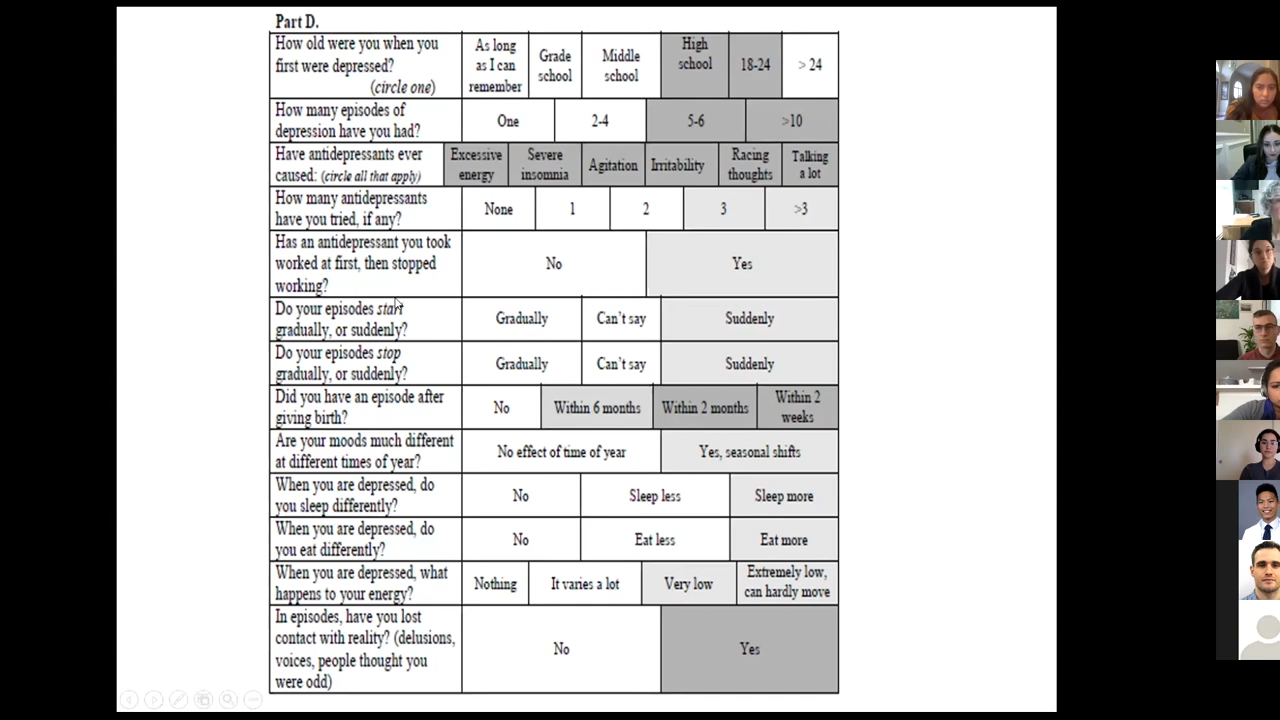 Part D.
How old were you when you
first were depressed?
(circle one)
As long
as I can
remember
Grade
school
Middle
school
High
school
18-24
> 24
How many episodes of
depression have you had?
One
2-4
5-6
>10
Have antidepressants ever
caused: (circle all that apply)
Excessive
energy
Severe
insomnia
Agitation
Irritability
Racing
thoughts
Talking
a lot
How many antidepressants
have you tried, if any?
None
1
2
3
>3
Has an antidepressant you took
worked at first, then stopped
working?
No
Yes
Do your episodes start
gradually, or suddenly?
Gradually
Can't say
Suddenly
Do your episodes stop
gradually, or suddenly?
Gradually
Can't say
Suddenly
Did you have an episode after
giving birth?
No
Within 6 months
Within 2 months
Within 2
weeks
Are your moods much different
at different times of year?
No effect of time of year
Yes, seasonal shifts
When you are depressed, do
you sleep differently?
No
Sleep less
Sleep more
When you are depressed, do
you eat differently?
No
Eat less
Eat more
When you are depressed, what
happens to your energy?
Nothing
It varies a lot
Very low
Extremely low,
can hardly move
In episodes, have you lost
contact with reality? (delusions,
voices, people thought you
were odd)
No
Yes